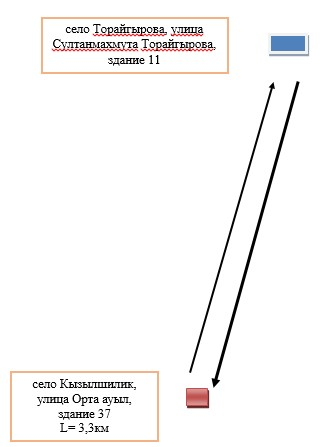 село Торайгырова, улица
Султанмахмута Торайгырова,
здание 11
село Кызылшилик,
улица Орта ауыл,
здание 37
L= 3,3км